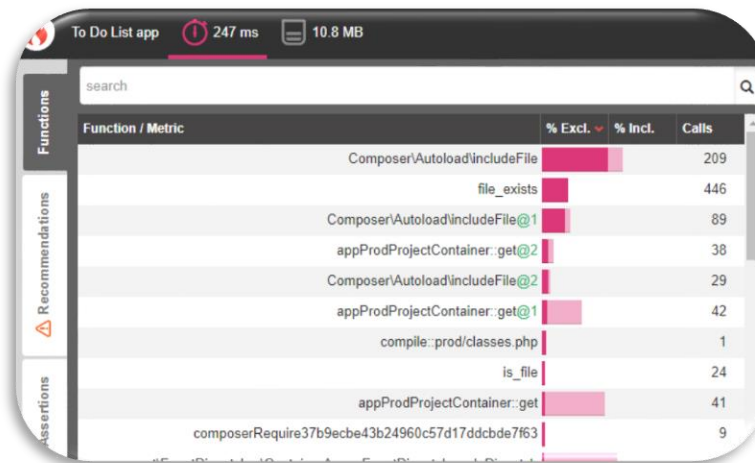 To Do List app 247 ms 10.8 MB
search
Functions
Recommendations
Assertions
Function / Metric % Excl. % Incl. Calls
Composer\Autoload\includeFile 209
file_exists 446
Composer\Autoload\includeFile@1 89
appProdProjectContainer::get@2 38
Composer\Autoload\includeFile@2 29
appProdProjectContainer::get@1 42
compile::prod/classes.php 1
is_file 24
appProdProjectContainer::get 41
composerRequire37b9ecbe43b24960c57d17ddcbde7f63 9